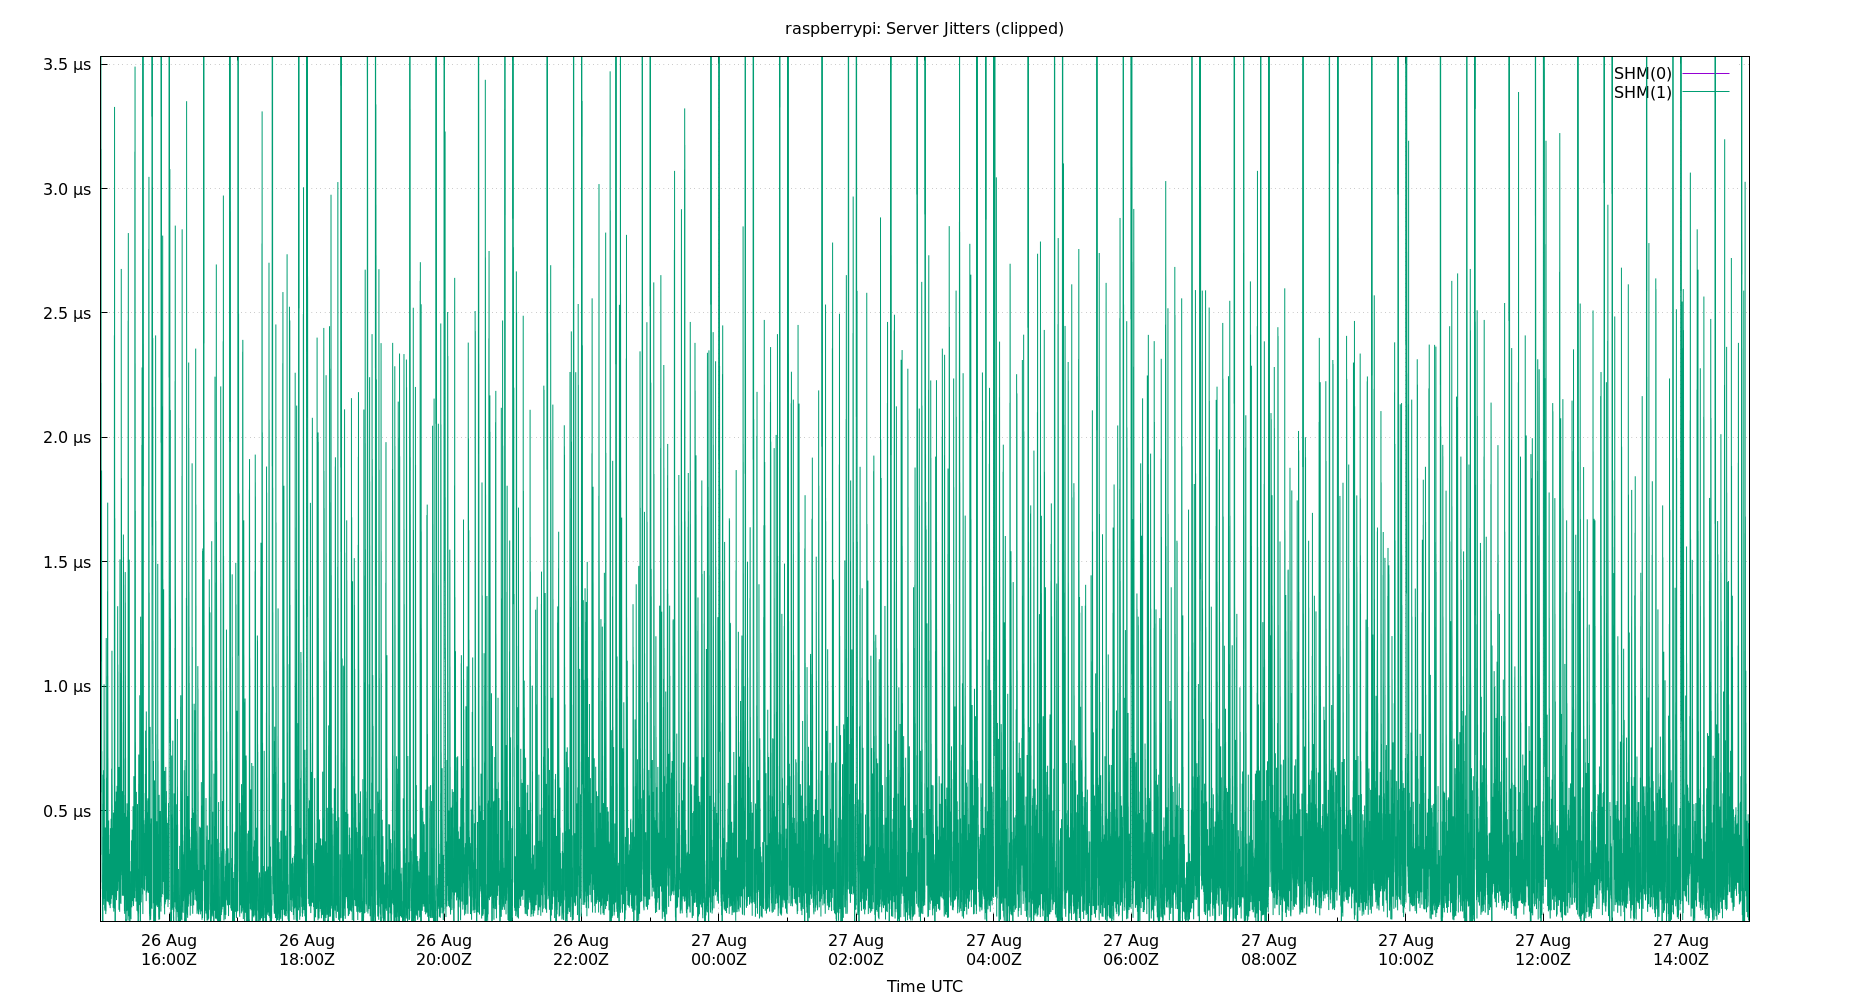 raspberrypi: Server Jitters (clipped)
3.5 µs
3.0 µs
2.5 µs
2.0 µs
1.5 µs
1.0 µs
0.5 µs
SHM(0)
SHM(1)
26 Aug 26 Aug 26 Aug 26 Aug 27 Aug 27 Aug 27 Aug 27 Aug 27 Aug 27 Aug 27 Aug 27 Aug
16:00Z 18:00Z 20:00Z 22:00Z 00:00Z 02:00Z 04:00Z 06:00Z 08:00Z 10:00Z 12:00Z 14:00Z
Time UTC